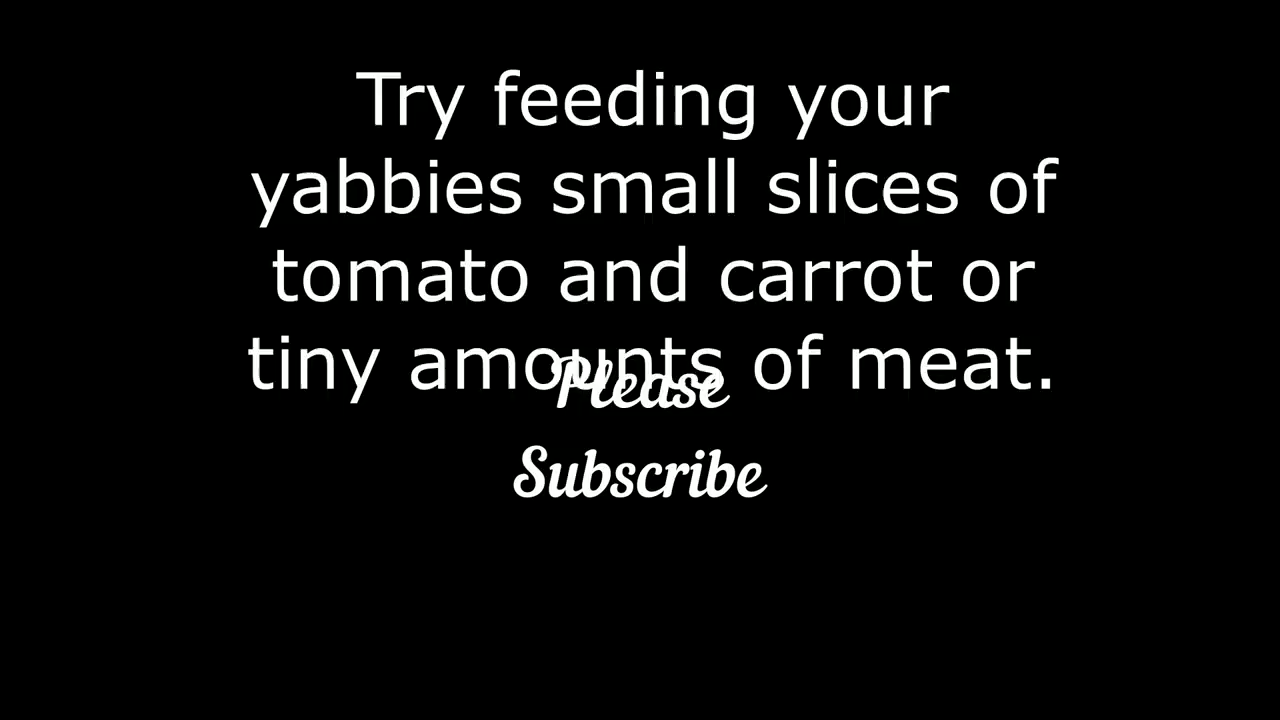 Try feeding your
yabbies small slices of
tomato and carrot or
tiny amounts of meat.
Please
Subscribe